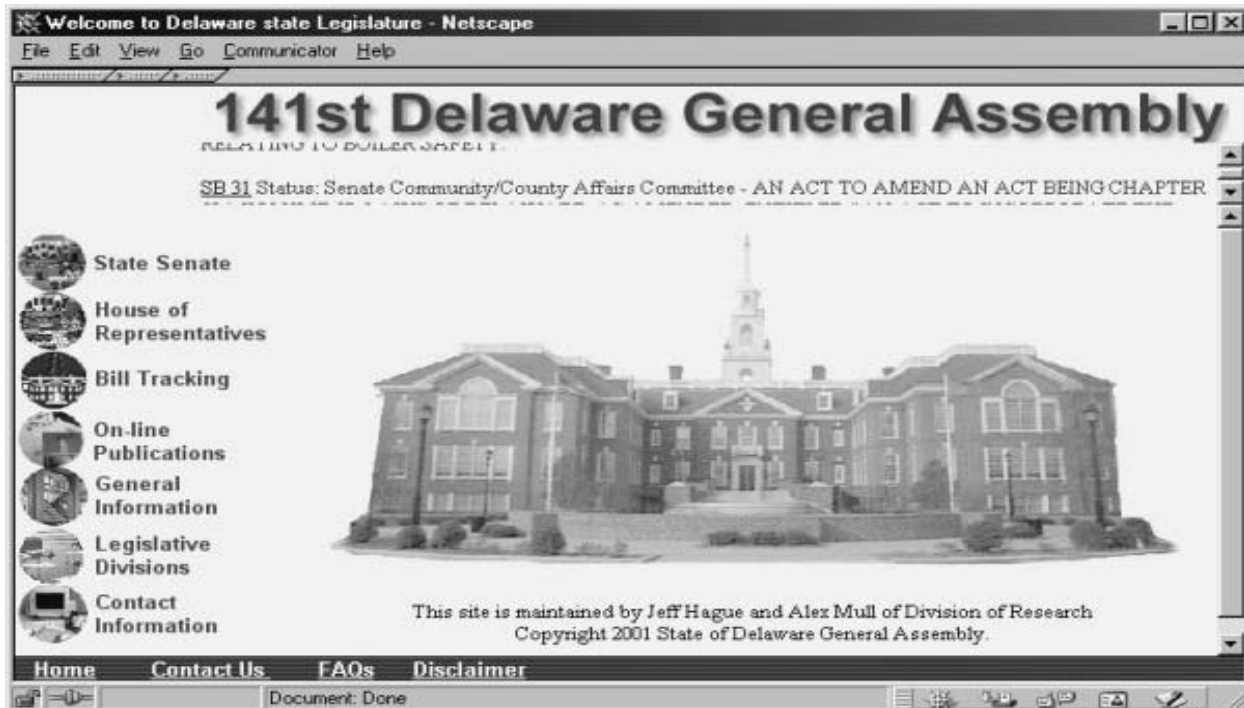 Welcome to Delaware state Legislature - Netscape
File Edit View Go Communicator Help
141st Delaware General Assembly
RELATING TO BOILER SAFETY.
SB 31 Status: Senate Community/County Affairs Committee - AN ACT TO AMEND AN ACT BEING CHAPTER
State Senate
House of
Representatives
Bill Tracking
On-line
Publications
General
Information
Legislative
Divisions
Contact
Information
This site is maintained by Jeff Hague and Alex Mull of Division of Research
Copyright 2001 State of Delaware General Assembly.
Home Contact Us FAQs Disclaimer
Document: Done